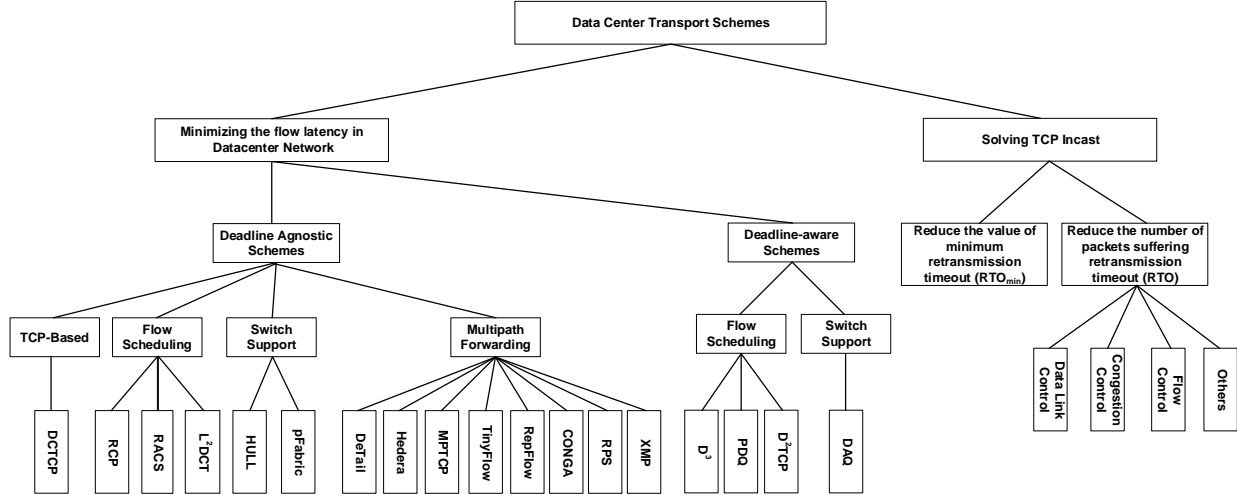 Data Center Transport Schemes
Minimizing the flow latency in
Datacenter Network
Solving TCP Incast
Deadline Agnostic
Schemes
Deadline-aware
Schemes
Reduce the value of
minimum
retransmission
timeout (RTOmin)
Reduce the number of
packets suffering
retransmission
timeout (RTO)
TCP-Based
Flow
Scheduling
Switch
Support
Multipath
Forwarding
Flow
Scheduling
Switch
Support
Data Link
Control
Congestion
Control
Flow
Control
Others
DCTCP
RCP
RACS
L²DCT
HULL
pFabric
DeTail
Hedera
MPTCP
TinyFlow
RepFlow
CONGA
RPS
XMP
D³
PDQ
D²TCP
DAQ